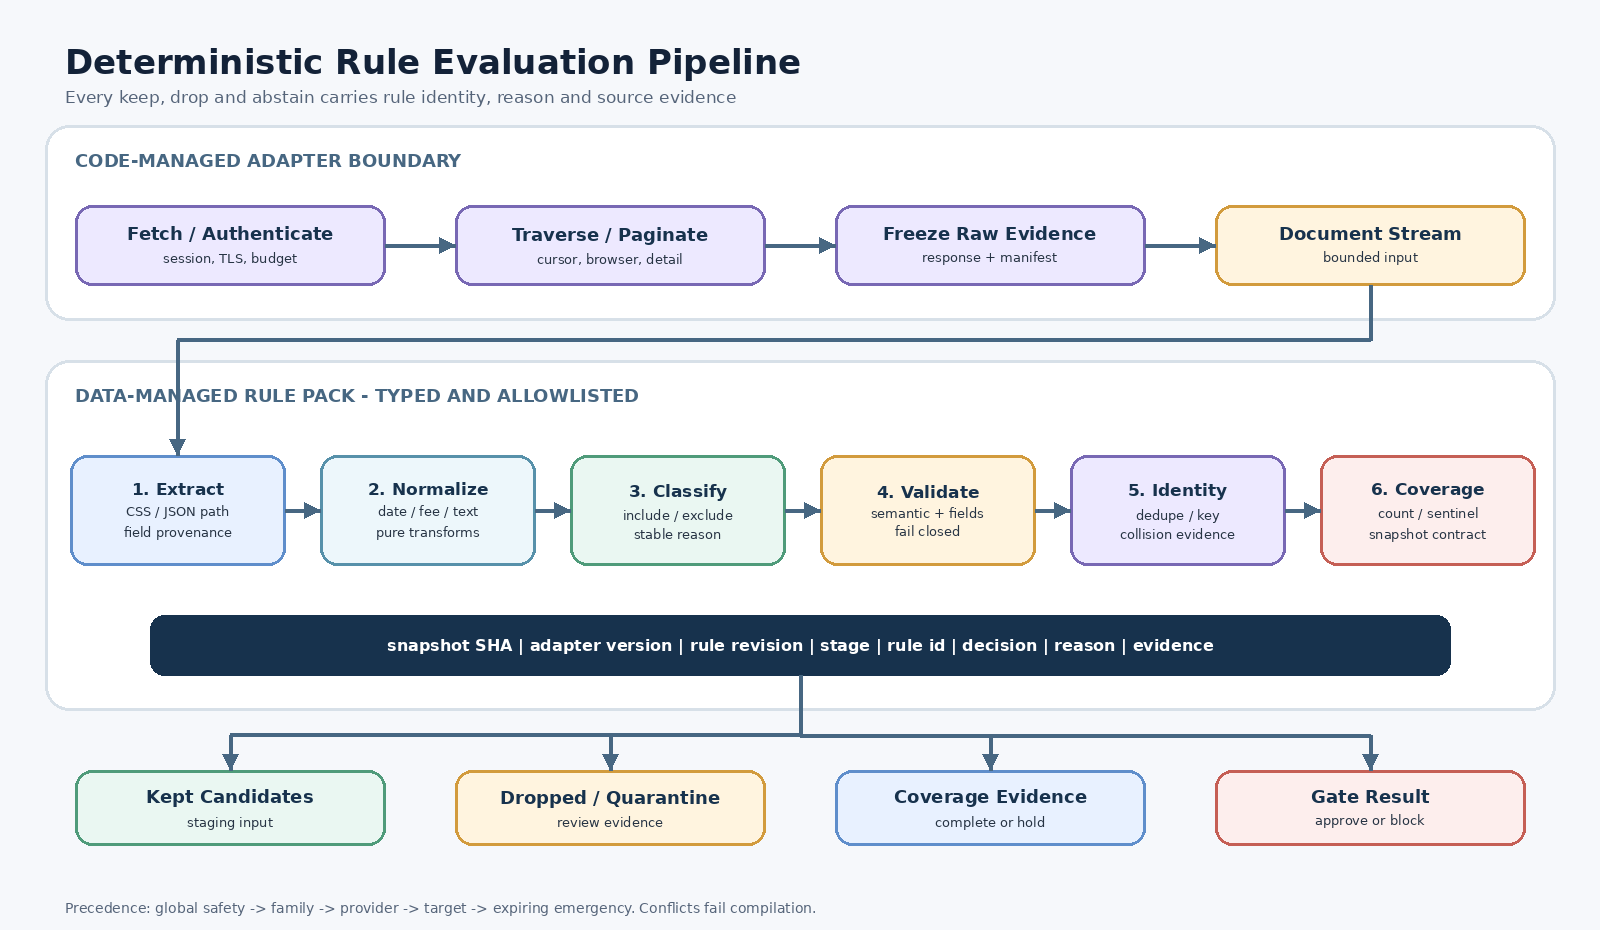 Deterministic Rule Evaluation Pipeline
Every keep, drop and abstain carries rule identity, reason and source evidence
CODE-MANAGED ADAPTER BOUNDARY
Fetch / Authenticate
session, TLS, budget
Traverse / Paginate
cursor, browser, detail
Freeze Raw Evidence
response + manifest
Document Stream
bounded input
DATA-MANAGED RULE PACK - TYPED AND ALLOWLISTED
1. Extract
CSS / JSON path
field provenance
2. Normalize
date / fee / text
pure transforms
3. Classify
include / exclude
stable reason
4. Validate
semantic + fields
fail closed
5. Identity
dedupe / key
collision evidence
6. Coverage
count / sentinel
snapshot contract
snapshot SHA | adapter version | rule revision | stage | rule id | decision | reason | evidence
Kept Candidates
staging input
Dropped / Quarantine
review evidence
Coverage Evidence
complete or hold
Gate Result
approve or block
Precedence: global safety -> family -> provider -> target -> expiring emergency. Conflicts fail compilation.